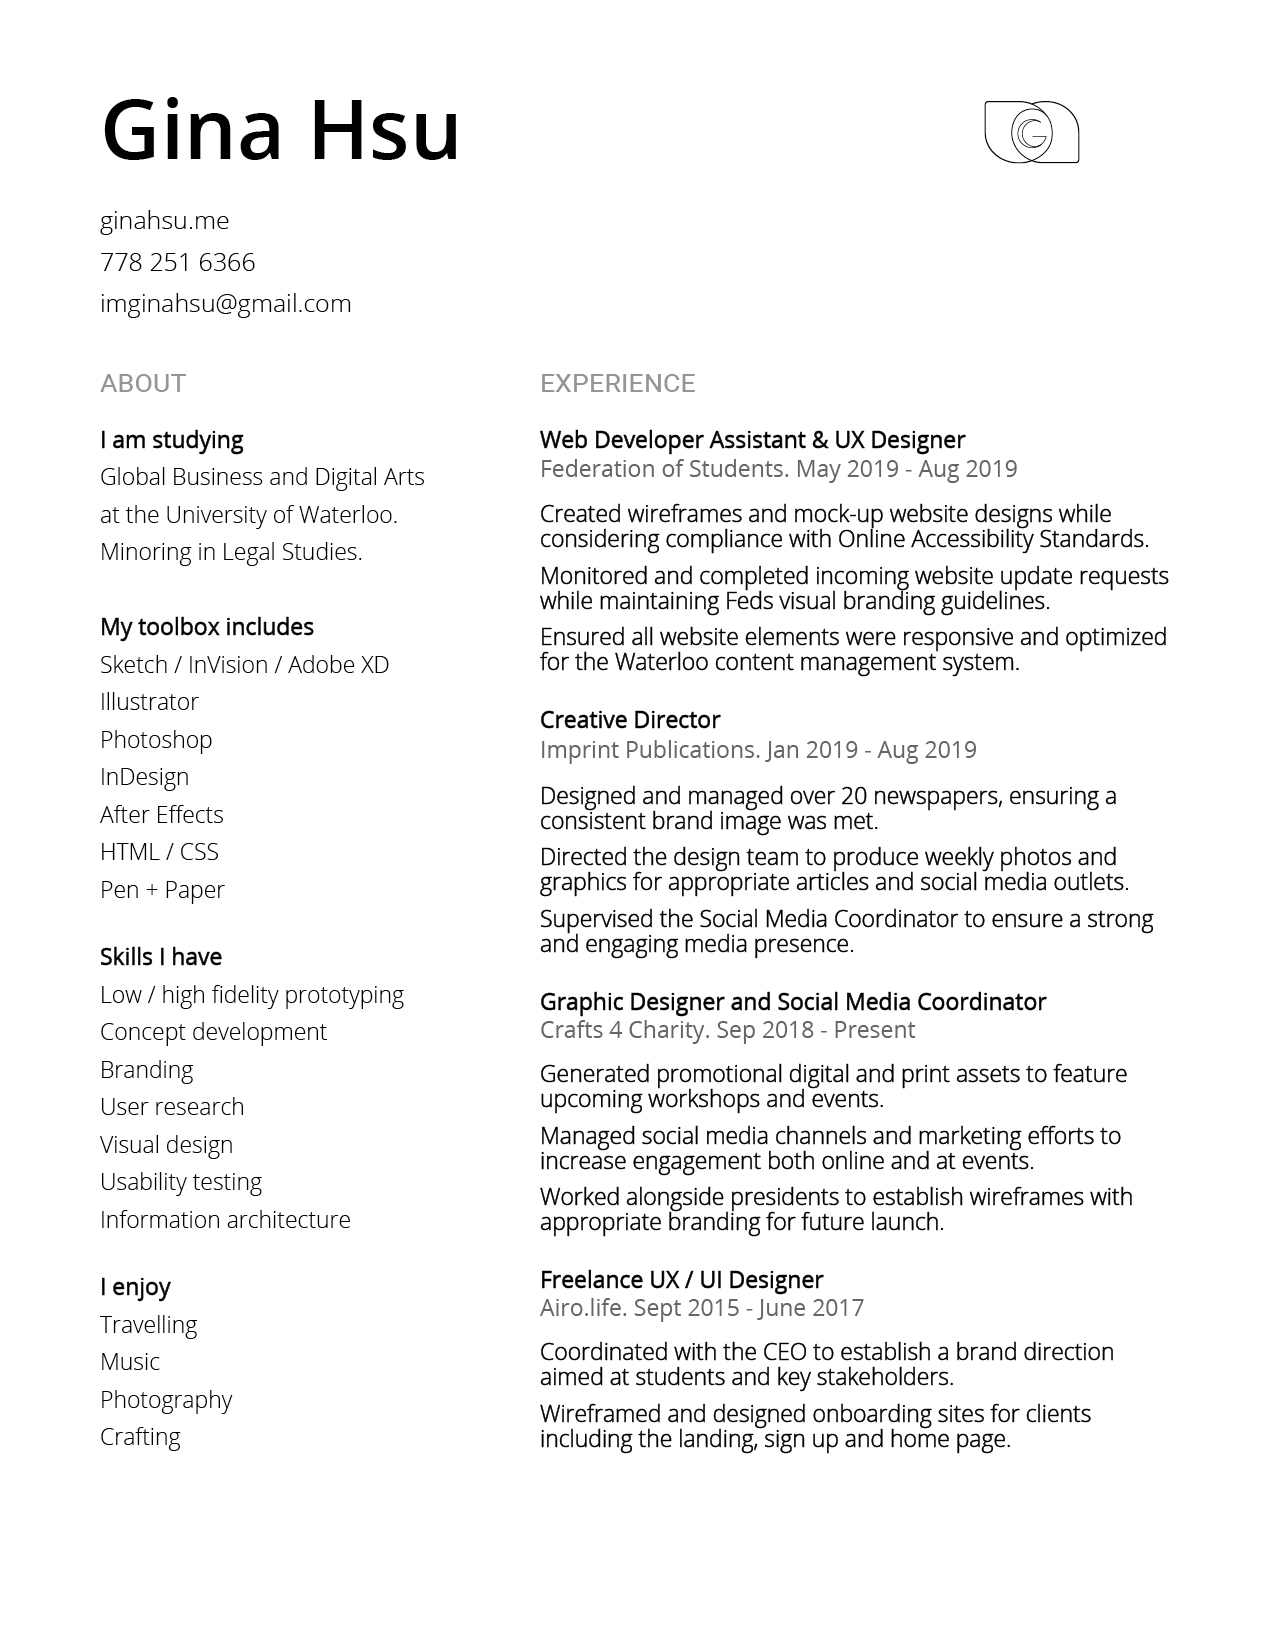 Gina Hsu
G
ginahsu.me
778 251 6366
imginahsu@gmail.com
ABOUT
I am studying
Global Business and Digital Arts
at the University of Waterloo.
Minoring in Legal Studies.
My toolbox includes
Sketch / InVision / Adobe XD
Illustrator
Photoshop
InDesign
After Effects
HTML / CSS
Pen + Paper
Skills I have
Low / high fidelity prototyping
Concept development
Branding
User research
Visual design
Usability testing
Information architecture
I enjoy
Travelling
Music
Photography
Crafting
EXPERIENCE
Web Developer Assistant & UX Designer
Federation of Students. May 2019 - Aug 2019
Created wireframes and mock-up website designs while
considering compliance with Online Accessibility Standards.
Monitored and completed incoming website update requests
while maintaining Feds visual branding guidelines.
Ensured all website elements were responsive and optimized
for the Waterloo content management system.
Creative Director
Imprint Publications. Jan 2019 - Aug 2019
Designed and managed over 20 newspapers, ensuring a
consistent brand image was met.
Directed the design team to produce weekly photos and
graphics for appropriate articles and social media outlets.
Supervised the Social Media Coordinator to ensure a strong
and engaging media presence.
Graphic Designer and Social Media Coordinator
Crafts 4 Charity. Sep 2018 - Present
Generated promotional digital and print assets to feature
upcoming workshops and events.
Managed social media channels and marketing efforts to
increase engagement both online and at events.
Worked alongside presidents to establish wireframes with
appropriate branding for future launch.
Freelance UX / UI Designer
Airo.life. Sept 2015 - June 2017
Coordinated with the CEO to establish a brand direction
aimed at students and key stakeholders.
Wireframed and designed onboarding sites for clients
including the landing, sign up and home page.